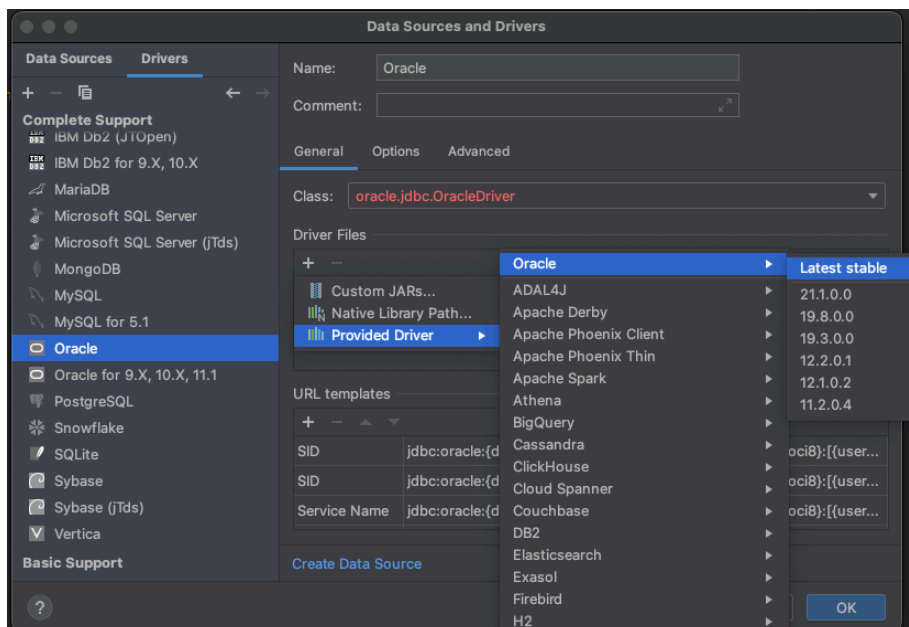 Data Sources and Drivers
Data Sources Drivers
Complete Support
IBM Db2 (JTOpen)
IBM Db2 for 9.X, 10.X
MariaDB
Microsoft SQL Server
Microsoft SQL Server (jTds)
MongoDB
MySQL
MySQL for 5.1
Oracle
Oracle for 9.X, 10.X, 11.1
PostgreSQL
Snowflake
SQLite
Sybase
Sybase (jTds)
Vertica
Basic Support
?
Name: Oracle
Comment:
General Options Advanced
Class: oracle.jdbc.OracleDriver
Driver Files
Custom JARs...
Native Library Path...
Provided Driver
URL templates
SID jdbc:oracle:{d oci8}:[{user...
SID jdbc:oracle:{d oci8}:[{user...
Service Name jdbc:oracle:{d oci8}:[{user...
Create Data Source
Oracle
ADAL4J
Apache Derby
Apache Phoenix Client
Apache Phoenix Thin
Apache Spark
Athena
BigQuery
Cassandra
ClickHouse
Cloud Spanner
Couchbase
DB2
Elasticsearch
Exasol
Firebird
H2
Latest stable
21.1.0.0
19.8.0.0
19.3.0.0
12.2.0.1
12.1.0.2
11.2.0.4
OK